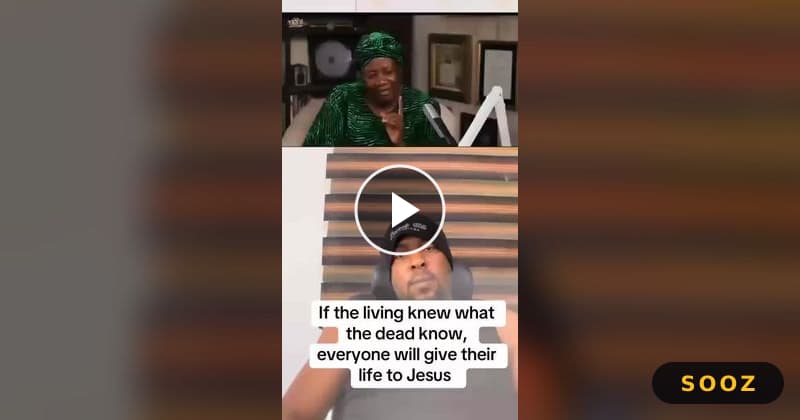 If the living knew what
the dead know,
everyone will give their
life to Jesus
SOOZ